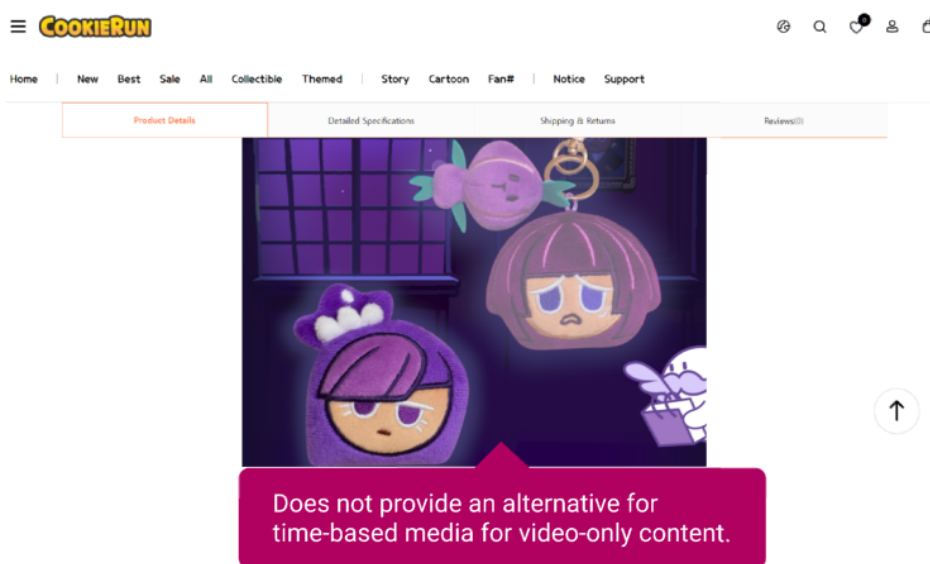 COOKIERUN
0
Home | New Best Sale All Collectible Themed | Story Cartoon Fan# | Notice Support
Product Details Detailed Specifications Shipping & Returns Reviews(0)
Does not provide an alternative for
time-based media for video-only content.